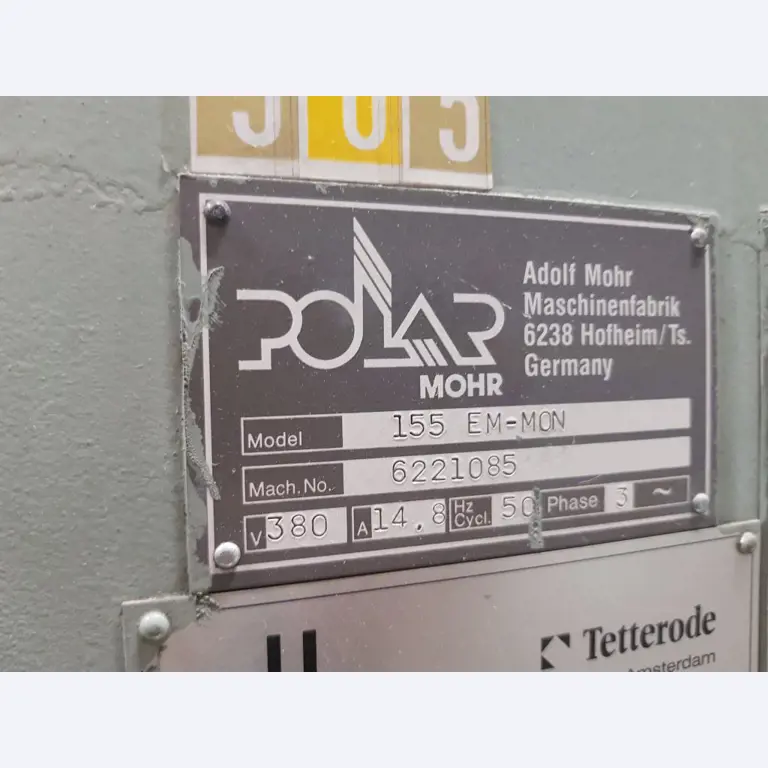 POLAR
MOHR
Adolf Mohr
Maschinenfabrik
6238 Hofheim/Ts.
Germany
Model 155 EM-MON
Mach.No. 6221085
V 380 A 14.8 Hz Cycl. 50 Phase 3 ~
Tetterode
Amsterdam